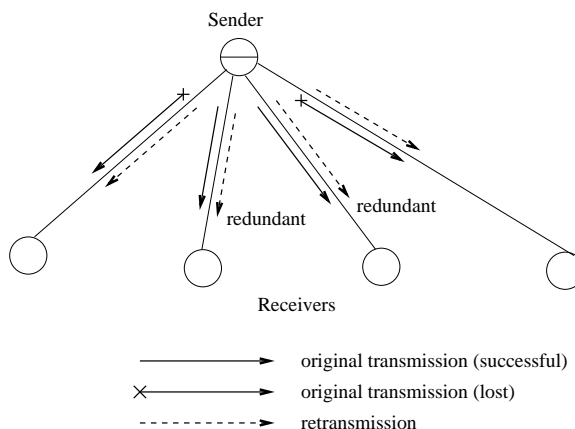 Sender
redundant
redundant
Receivers
original transmission (successful)
original transmission (lost)
retransmission